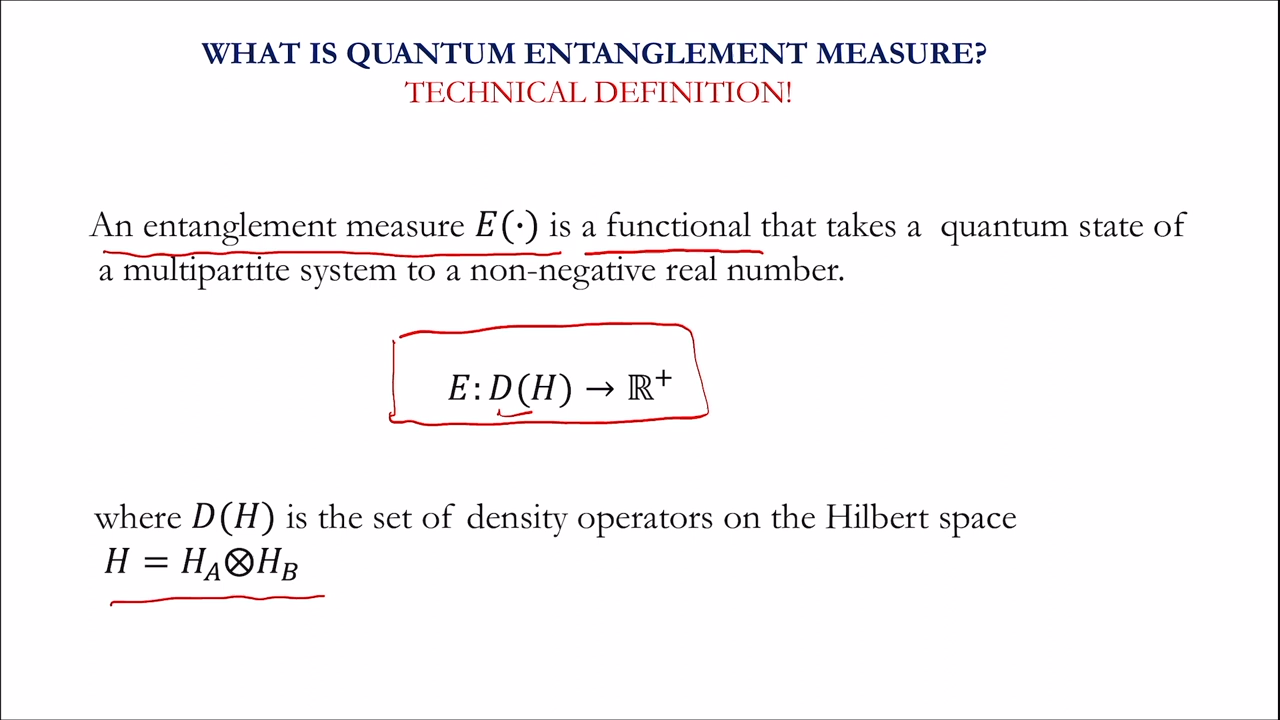 WHAT IS QUANTUM ENTANGLEMENT MEASURE?
TECHNICAL DEFINITION!
An entanglement measure E(·) is a functional that takes a quantum state of
a multipartite system to a non-negative real number.
E: D(H) → ℝ⁺
where D(H) is the set of density operators on the Hilbert space
H = H_A⊗H_B